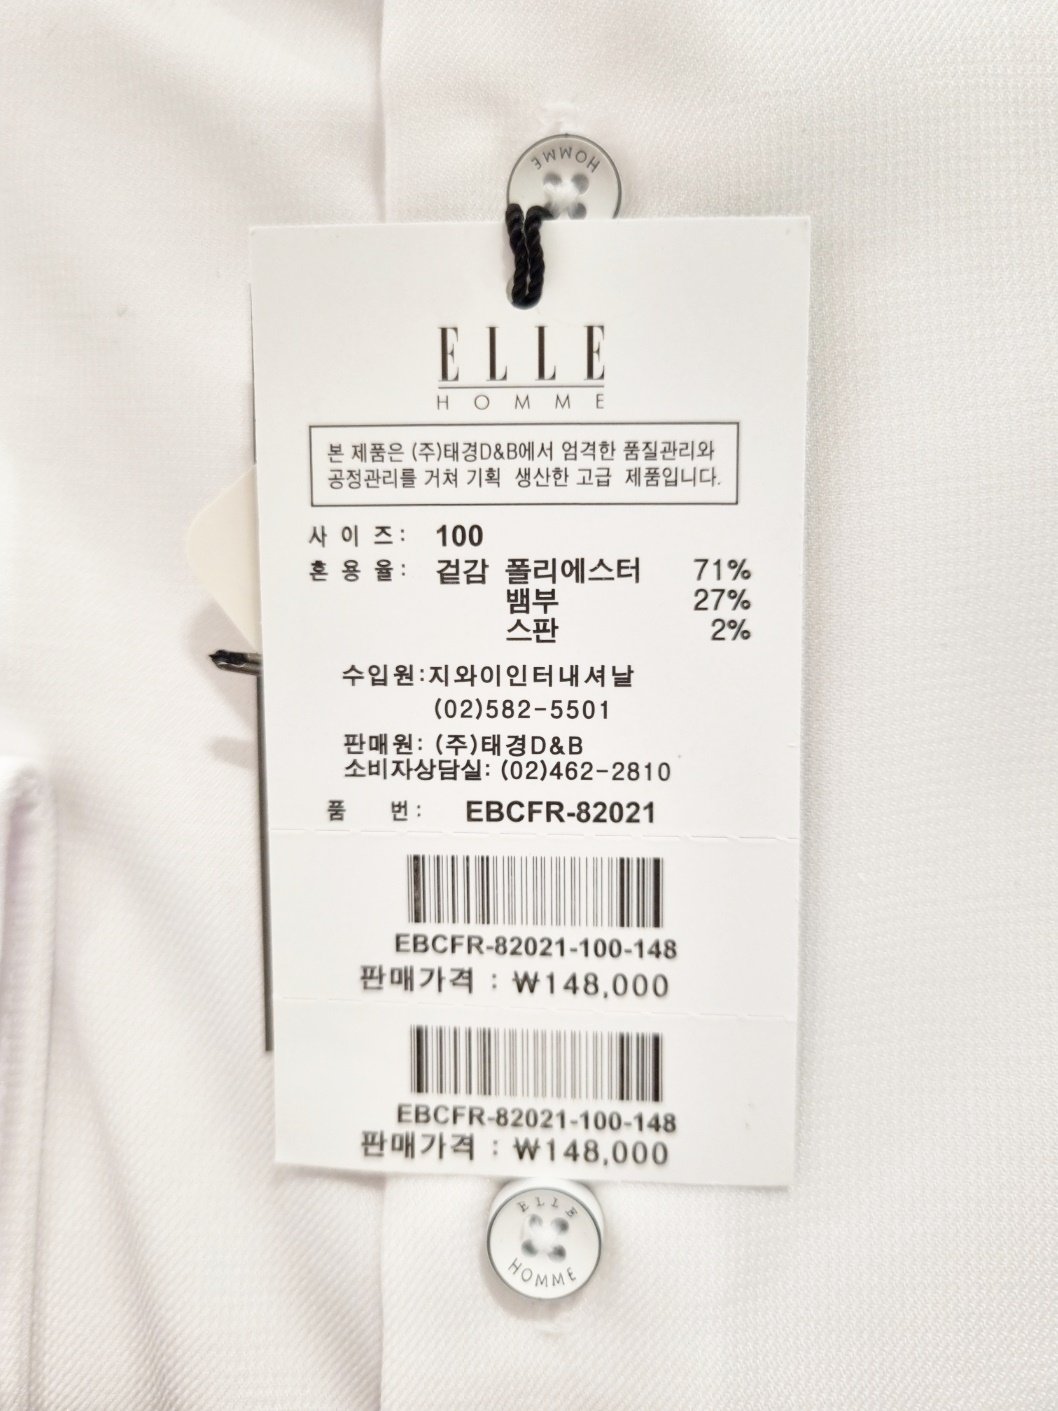 HOMME
ELLE
HOMME
본 제품은 (주)태경D&B에서 엄격한 품질관리와
공정관리를 거쳐 기획 생산한 고급 제품입니다.
사 이 즈 : 100
혼 용 율 : 겉감 폴리에스터 71%
뱀부 27%
스판 2%
수입원:지와이인터내셔날
(02)582-5501
판매원: (주)태경D&B
소비자상담실: (02)462-2810
품 번 : EBCFR-82021
EBCFR-82021-100-148
판매가격 : ₩148,000
EBCFR-82021-100-148
판매가격 : ₩148,000
ELLE
HOMME